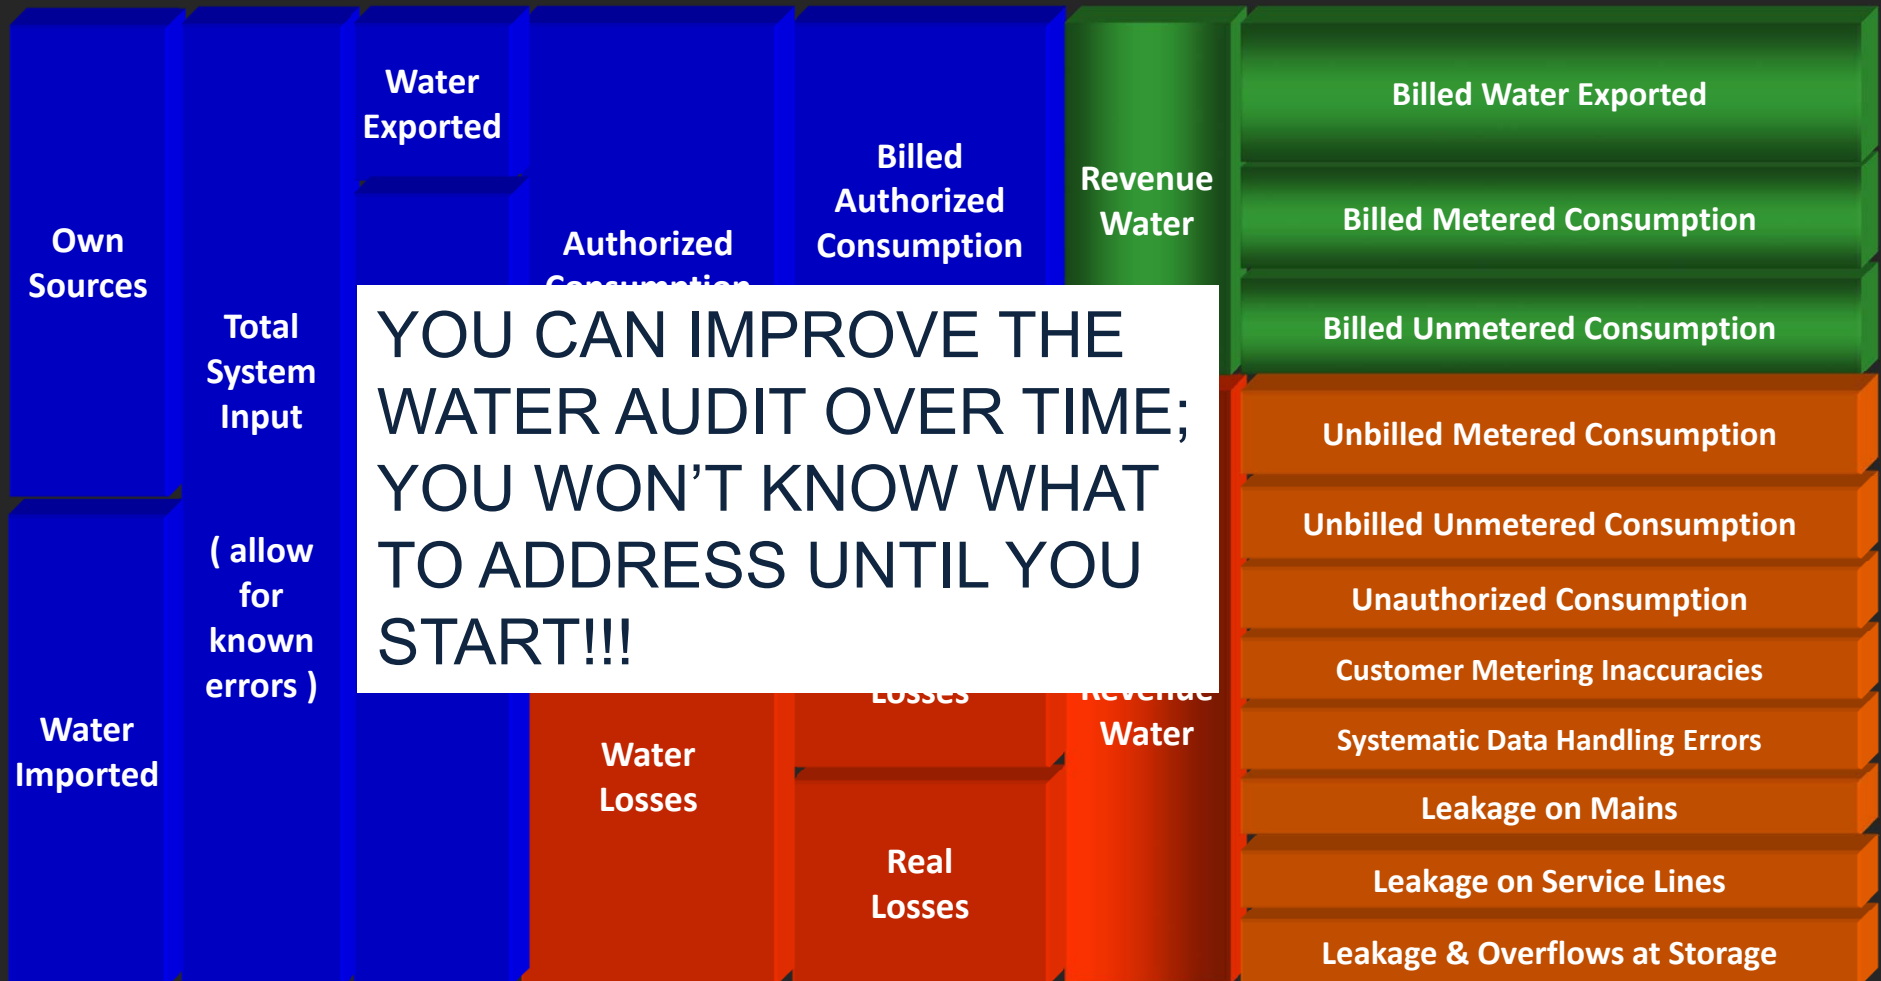 Own
Sources
Water
Imported
Total
System
Input
( allow
for
known
errors )
Water
Exported
Authorized
Consumption
Billed
Authorized
Consumption
Revenue
Water
YOU CAN IMPROVE THE
WATER AUDIT OVER TIME;
YOU WON’T KNOW WHAT
TO ADDRESS UNTIL YOU
START!!!
Water
Losses
Losses
Real
Losses
Revenue
Water
Billed Water Exported
Billed Metered Consumption
Billed Unmetered Consumption
Unbilled Metered Consumption
Unbilled Unmetered Consumption
Unauthorized Consumption
Customer Metering Inaccuracies
Systematic Data Handling Errors
Leakage on Mains
Leakage on Service Lines
Leakage & Overflows at Storage